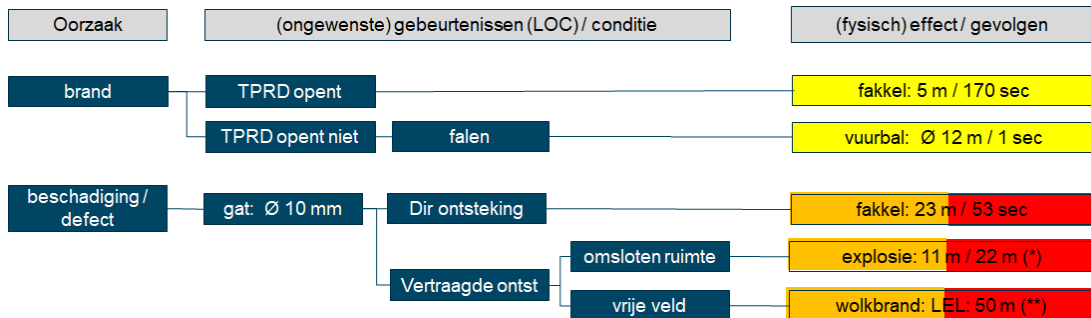 Oorzaak
(ongewenste) gebeurtenissen (LOC) / conditie
(fysisch) effect / gevolgen
brand
TPRD opent
fakkel: 5 m / 170 sec
TPRD opent niet
falen
vuurbal: Ø 12 m / 1 sec
beschadiging /
defect
gat: Ø 10 mm
Dir ontsteking
fakkel: 23 m / 53 sec
Vertraagde ontst
omsloten ruimte
explosie: 11 m / 22 m (*)
vrije veld
wolkbrand: LEL: 50 m (**)